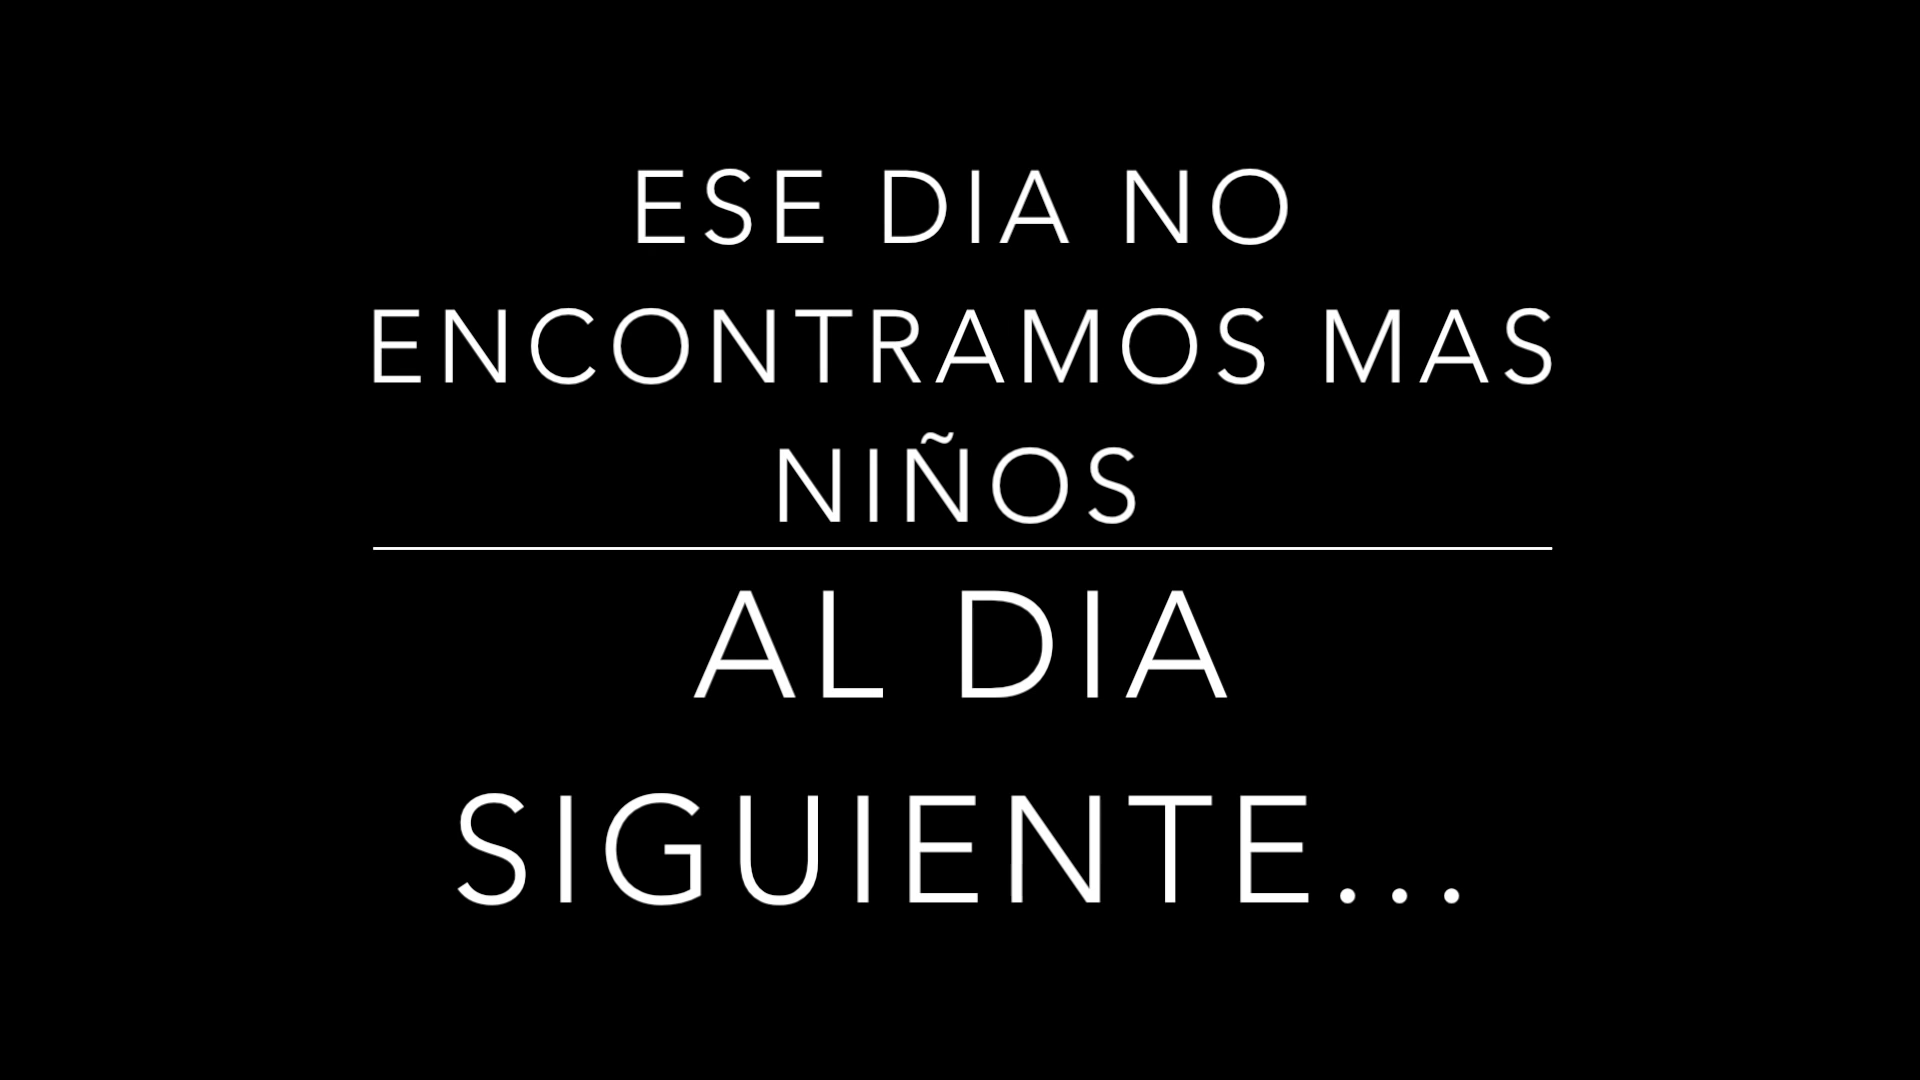 ESE DIA NO
ENCONTRAMOS MAS
NIÑOS
AL DIA
SIGUIENTE...